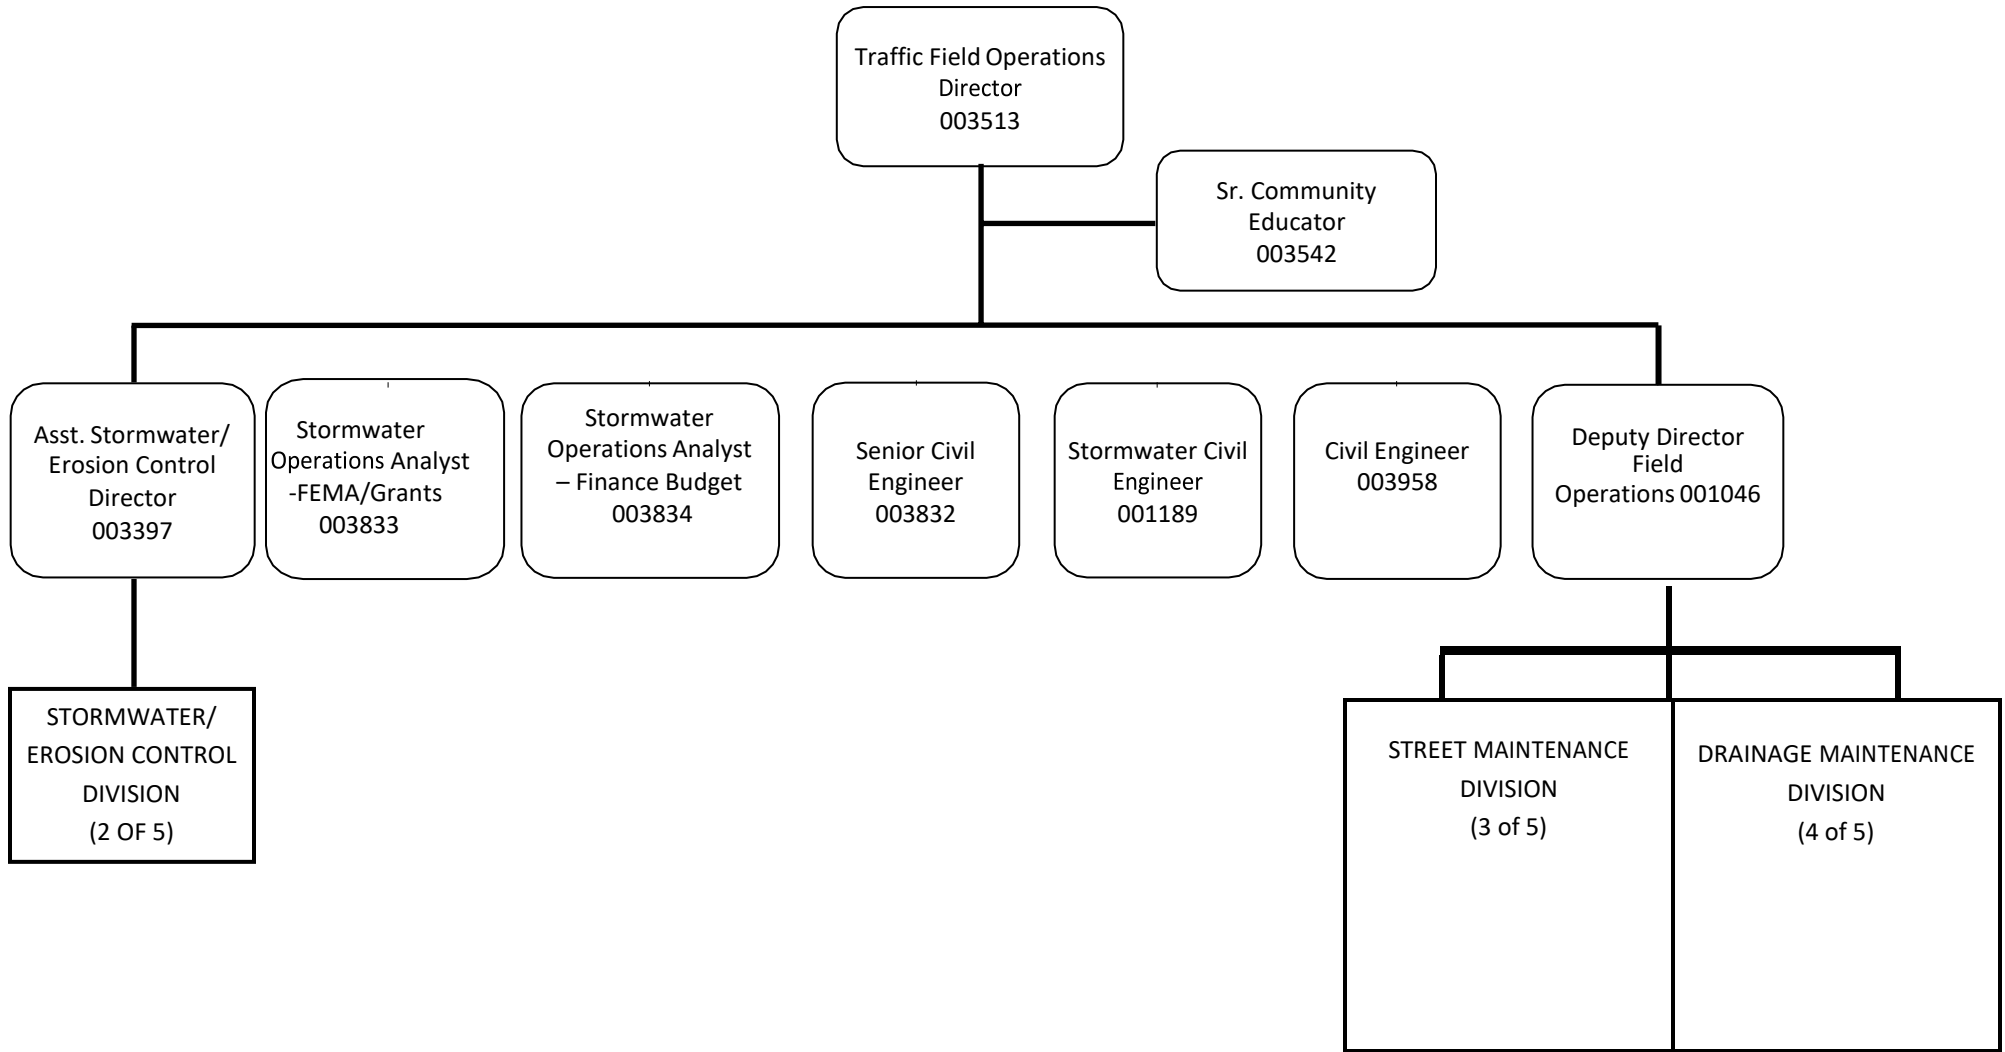 Traffic Field Operations
Director
003513
Sr. Community
Educator
003542
Asst. Stormwater/
Erosion Control
Director
003397
Stormwater
Operations Analyst
-FEMA/Grants
003833
Stormwater
Operations Analyst
– Finance Budget
003834
Senior Civil
Engineer
003832
Stormwater Civil
Engineer
001189
Civil Engineer
003958
Deputy Director
Field
Operations 001046
STORMWATER/
EROSION CONTROL
DIVISION
(2 OF 5)
STREET MAINTENANCE
DIVISION
(3 of 5)
DRAINAGE MAINTENANCE
DIVISION
(4 of 5)